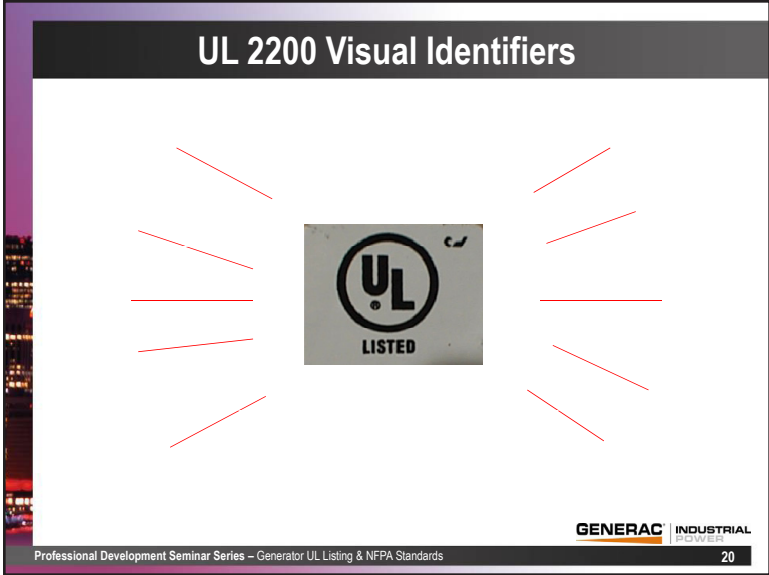 UL 2200 Visual Identifiers
UL
®
LISTED
GENERAC® | INDUSTRIAL
POWER
Professional Development Seminar Series – Generator UL Listing & NFPA Standards
20